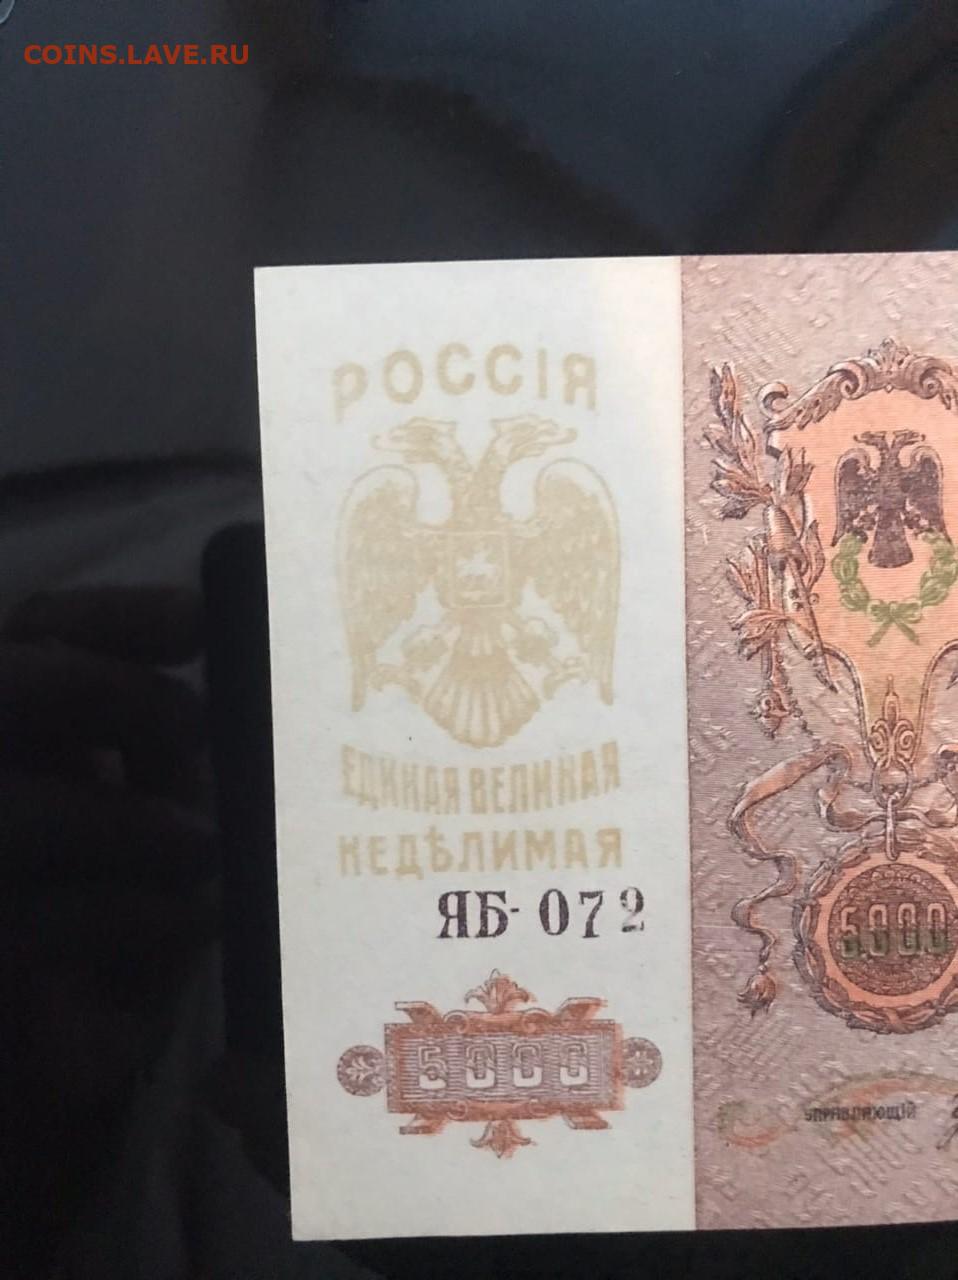 COINS.LAVE.RU
РОССІЯ
ЕДИНАЯ ВЕЛИКАЯ
НЕДѢЛИМАЯ
ЯБ-072
5000
5000
УПРАВЛЯЮЩІЙ